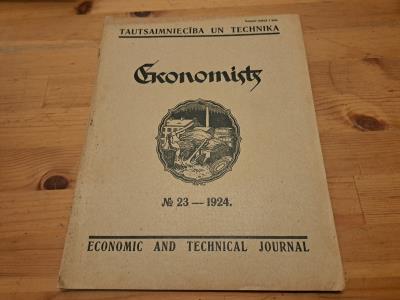 TAUTSAIMNIECĪBA UN TECHNIKA
Ekonomists
№ 23 — 1924.
ECONOMIC AND TECHNICAL JOURNAL